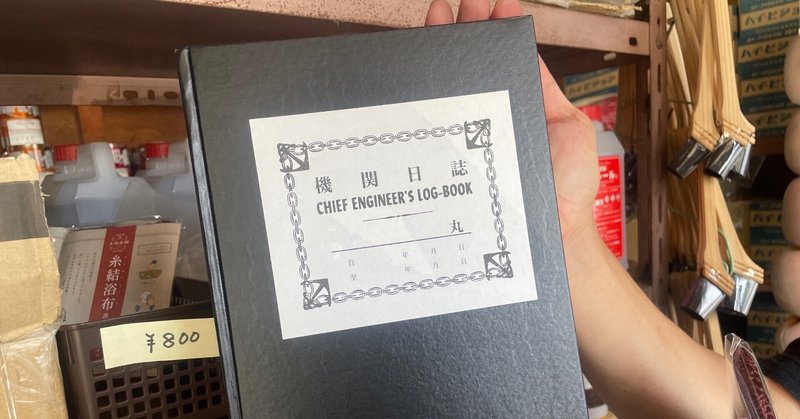 機関日誌
CHIEF ENGINEER'S LOG-BOOK
丸
自 年 月 日
至 年 月 日
糸結浴布
¥800